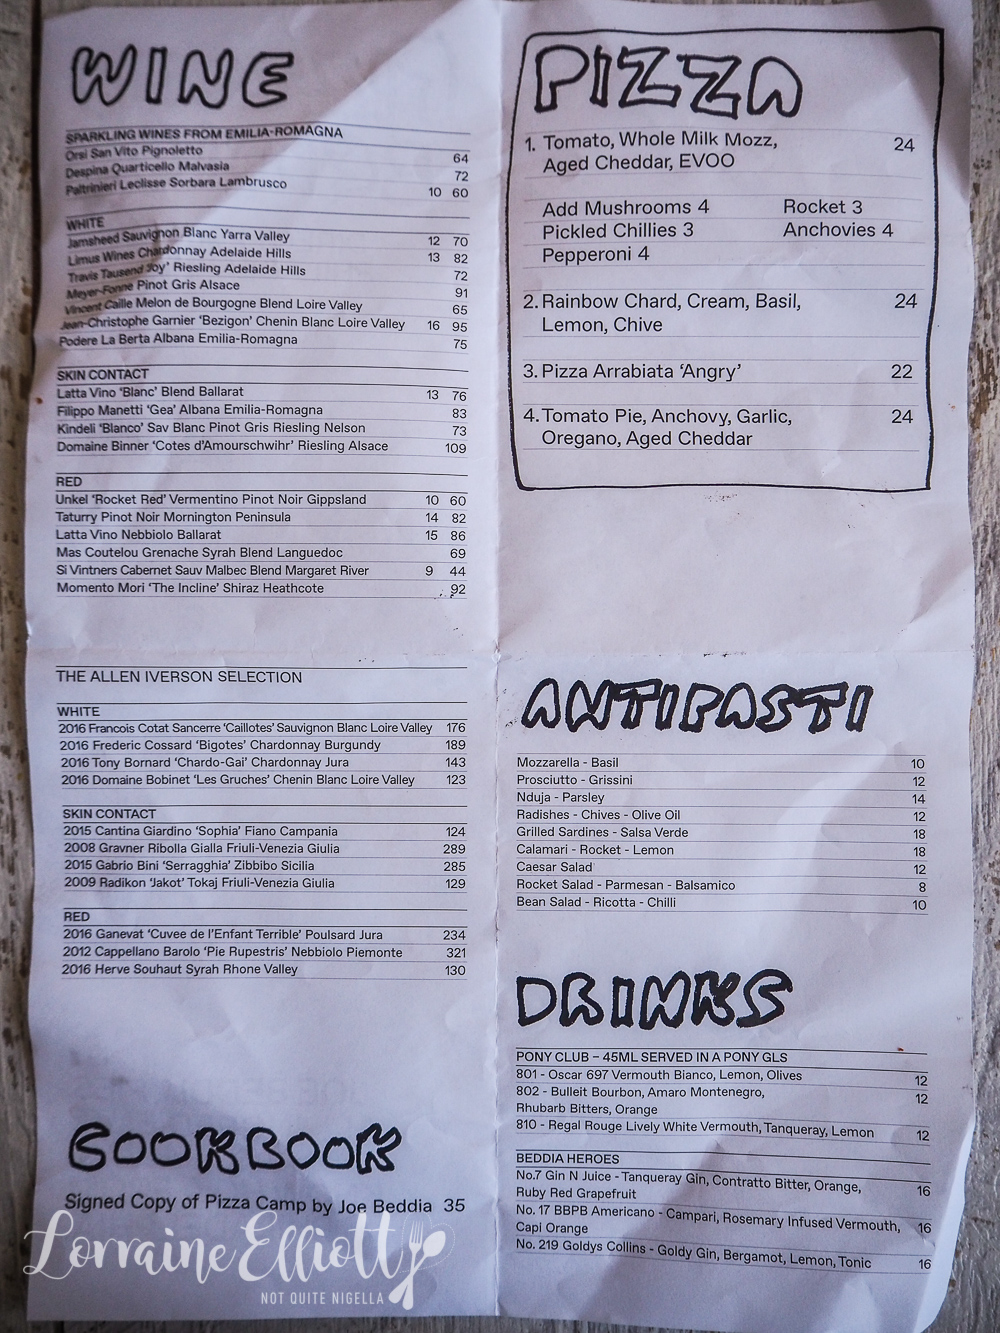 WINE
SPARKLING WINES FROM EMILIA-ROMAGNA
Orsi San Vito Pignoletto 64
Despina Quarticello Malvasia 72
Paltrinieri Leclisse Sorbara Lambrusco 10 60
WHITE
Jamsheed Sauvignon Blanc Yarra Valley 12 70
Limus Wines Chardonnay Adelaide Hills 13 82
Travis Tausend 'Joy' Riesling Adelaide Hills 72
Meyer-Fonne Pinot Gris Alsace 91
Vincent Caille Melon de Bourgogne Blend Loire Valley 65
Jean-Christophe Garnier 'Bezigon' Chenin Blanc Loire Valley 16 95
Podere La Berta Albana Emilia-Romagna 75
SKIN CONTACT
Latta Vino 'Blanc' Blend Ballarat 13 76
Filippo Manetti 'Gea' Albana Emilia-Romagna 83
Kindeli 'Blanco' Sav Blanc Pinot Gris Riesling Nelson 73
Domaine Binner 'Cotes d'Amourschwihr' Riesling Alsace 109
RED
Unkel 'Rocket Red' Vermentino Pinot Noir Gippsland 10 60
Taturry Pinot Noir Mornington Peninsula 14 82
Latta Vino Nebbiolo Ballarat 15 86
Mas Coutelou Grenache Syrah Blend Languedoc 69
Si Vintners Cabernet Sauv Malbec Blend Margaret River 9 44
Momento Mori 'The Incline' Shiraz Heathcote 92
THE ALLEN IVERSON SELECTION
WHITE
2016 Francois Cotat Sancerre 'Caillotes' Sauvignon Blanc Loire Valley 176
2016 Frederic Cossard 'Bigotes' Chardonnay Burgundy 189
2016 Tony Bornard 'Chardo-Gai' Chardonnay Jura 143
2016 Domaine Bobinet 'Les Gruches' Chenin Blanc Loire Valley 123
SKIN CONTACT
2015 Cantina Giardino 'Sophia' Fiano Campania 124
2008 Gravner Ribolla Gialla Friuli-Venezia Giulia 289
2015 Gabrio Bini 'Serragghia' Zibbibo Sicilia 285
2009 Radikon 'Jakot' Tokaj Friuli-Venezia Giulia 129
RED
2016 Ganevat 'Cuvee de l'Enfant Terrible' Poulsard Jura 234
2012 Cappellano Barolo 'Pie Rupestris' Nebbiolo Piemonte 321
2016 Herve Souhaut Syrah Rhone Valley 130
COOKBOOK
Signed Copy of Pizza Camp by Joe Beddia 35
PIZZA
1. Tomato, Whole Milk Mozz, 24
Aged Cheddar, EVOO
Add Mushrooms 4 Rocket 3
Pickled Chillies 3 Anchovies 4
Pepperoni 4
2. Rainbow Chard, Cream, Basil, 24
Lemon, Chive
3. Pizza Arrabiata 'Angry' 22
4. Tomato Pie, Anchovy, Garlic, 24
Oregano, Aged Cheddar
ANTIPASTI
Mozzarella - Basil 10
Prosciutto - Grissini 12
Nduja - Parsley 14
Radishes - Chives - Olive Oil 12
Grilled Sardines - Salsa Verde 18
Calamari - Rocket - Lemon 18
Caesar Salad 12
Rocket Salad - Parmesan - Balsamico 8
Bean Salad - Ricotta - Chilli 10
DRINKS
PONY CLUB – 45ML SERVED IN A PONY GLS
801 - Oscar 697 Vermouth Bianco, Lemon, Olives 12
802 - Bulleit Bourbon, Amaro Montenegro, 12
Rhubarb Bitters, Orange
810 - Regal Rouge Lively White Vermouth, Tanqueray, Lemon 12
BEDDIA HEROES
No.7 Gin N Juice - Tanqueray Gin, Contratto Bitter, Orange, 16
Ruby Red Grapefruit
No. 17 BBPB Americano - Campari, Rosemary Infused Vermouth, 16
Capi Orange
No. 219 Goldys Collins - Goldy Gin, Bergamot, Lemon, Tonic 16
Lorraine Elliott
NOT QUITE NIGELLA